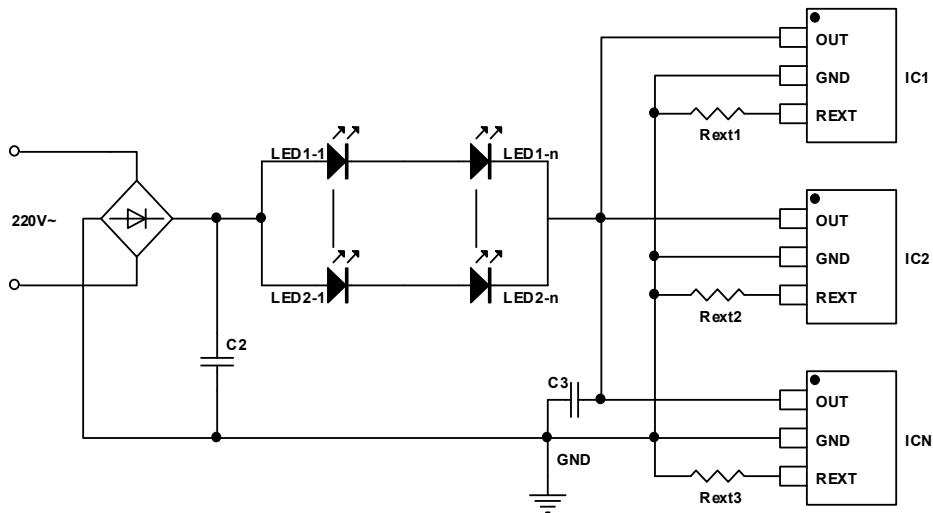 OUT
GND
IC1
REXT
Rext1
LED1-1
LED1-n
220V~
OUT
GND
IC2
REXT
Rext2
LED2-1
LED2-n
C2
C3
OUT
GND
ICN
GND
REXT
Rext3